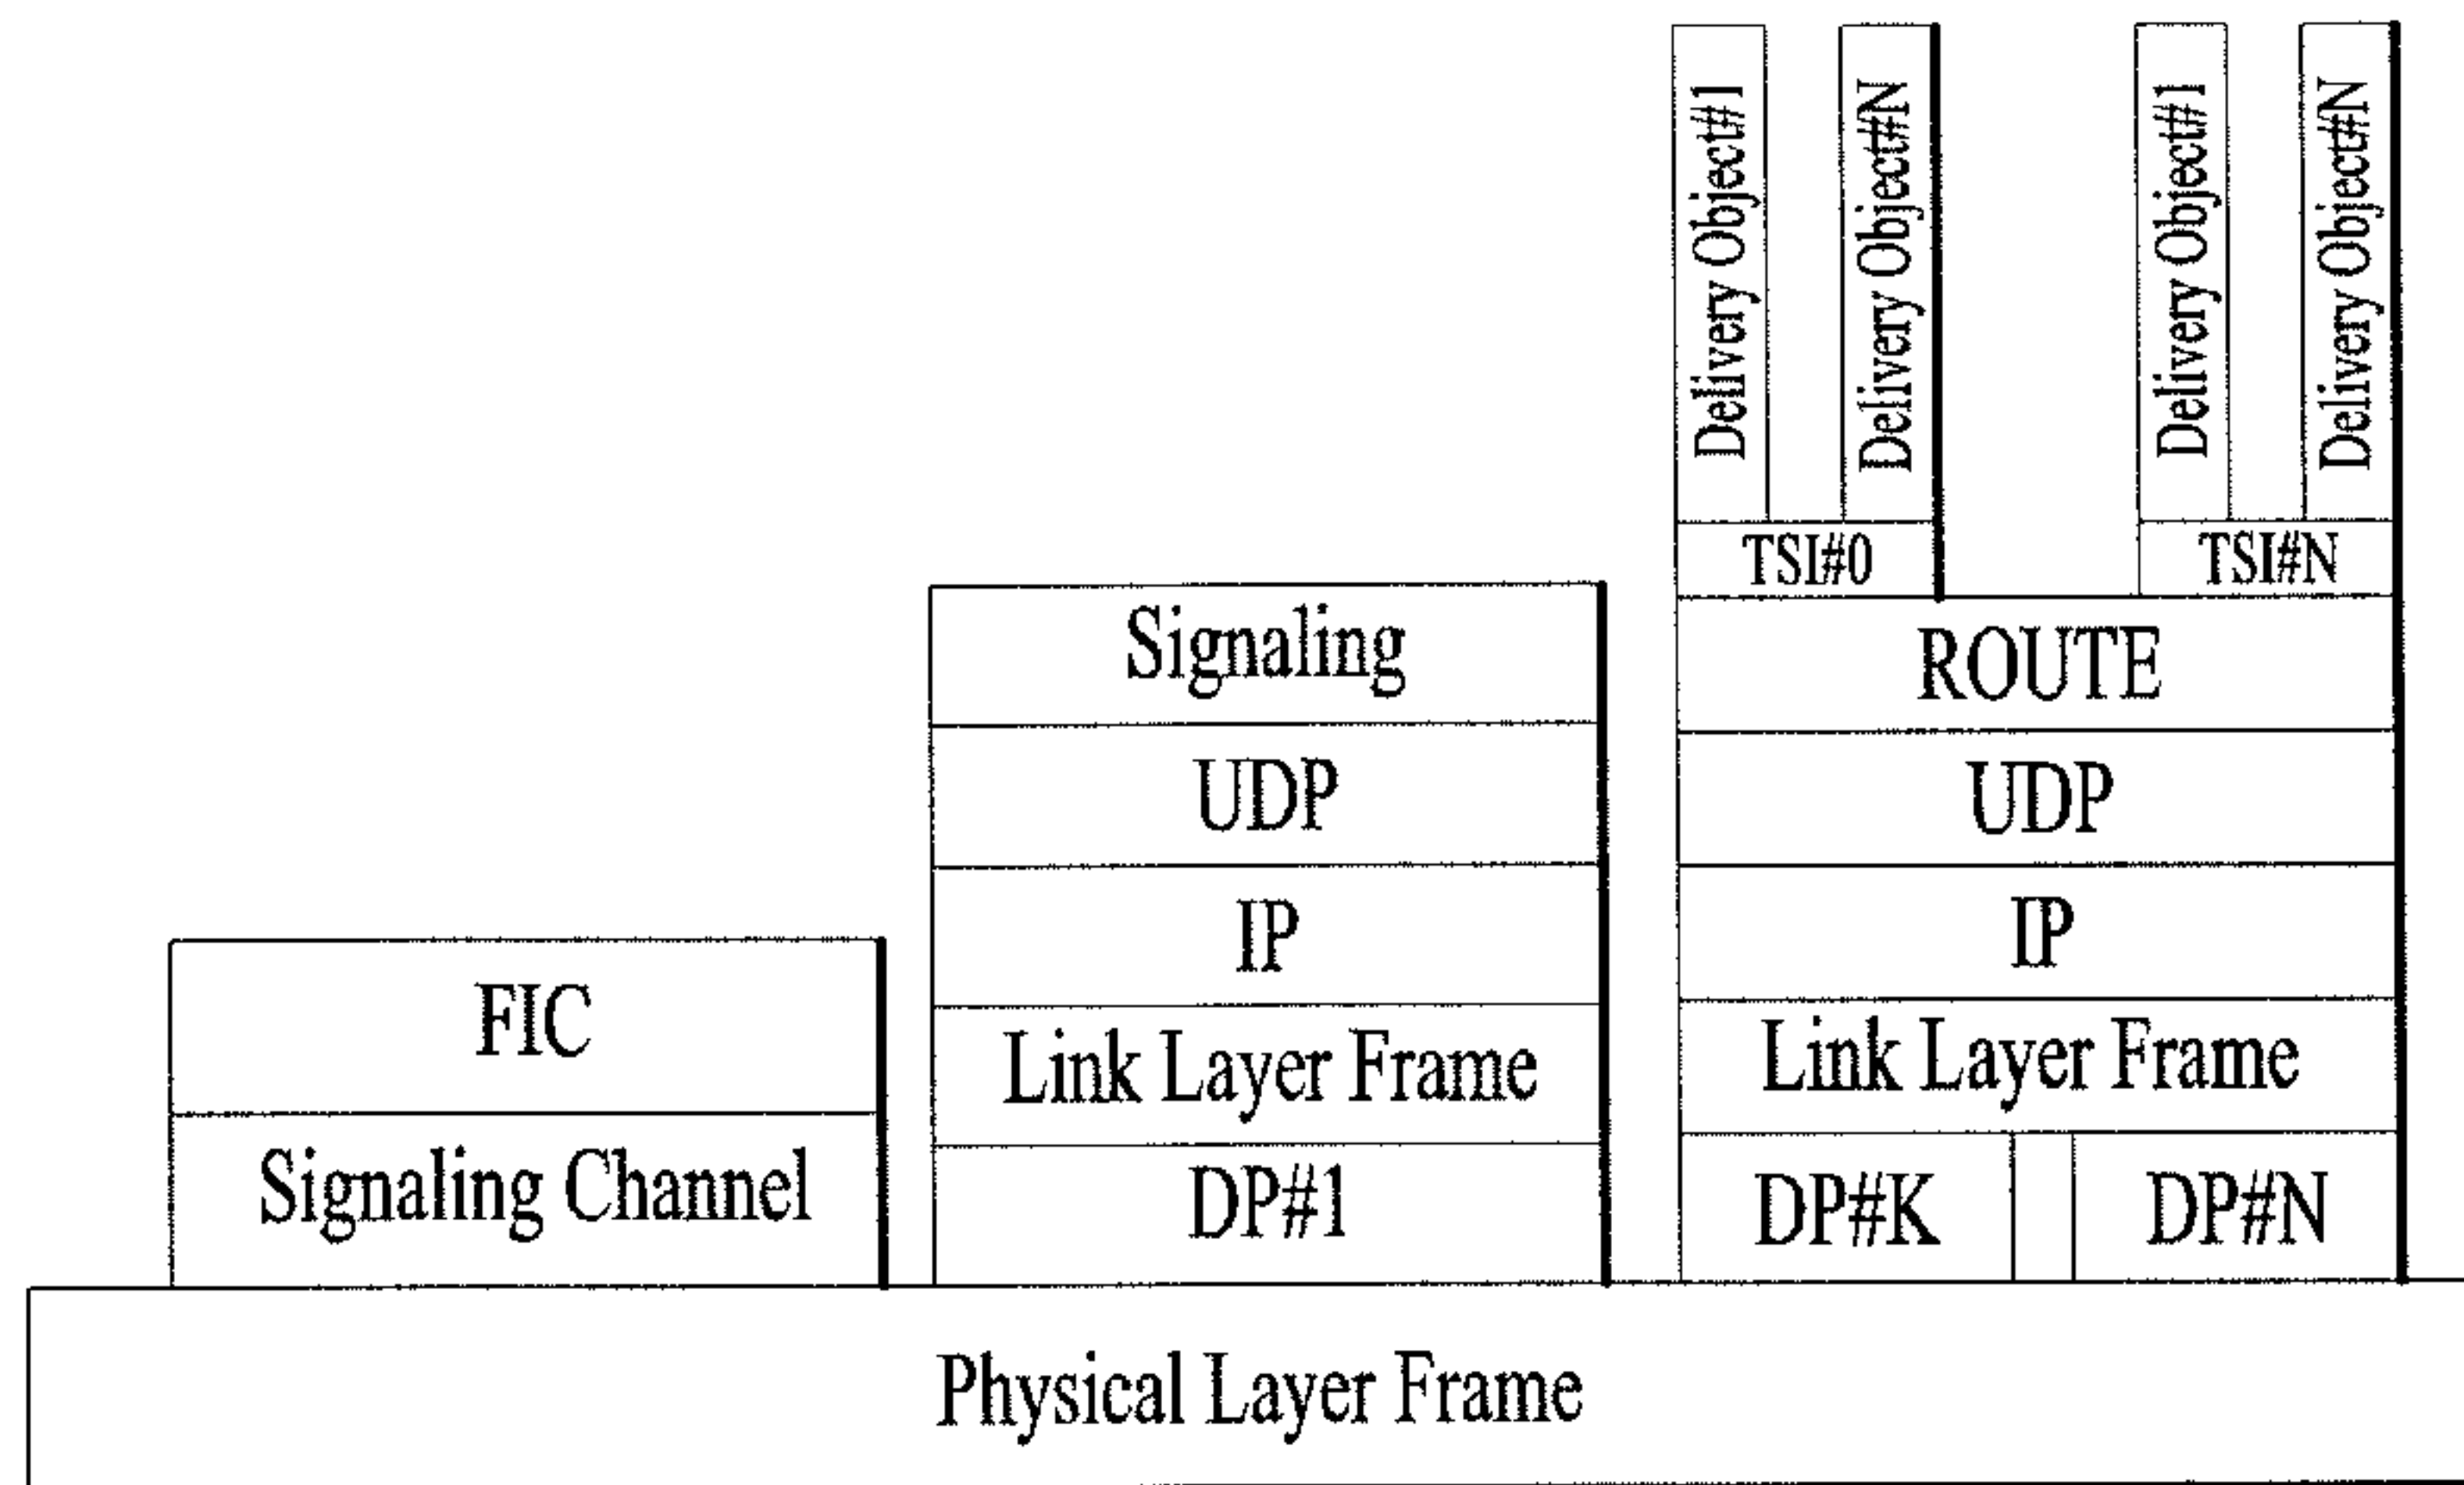 Delivery Object#1
Delivery Object#N
Delivery Object#1
Delivery Object#N
TSI#0
TSI#N
Signaling
ROUTE
UDP
UDP
IP
IP
FIC
Link Layer Frame
Link Layer Frame
Signaling Channel
DP#1
DP#K
DP#N
Physical Layer Frame